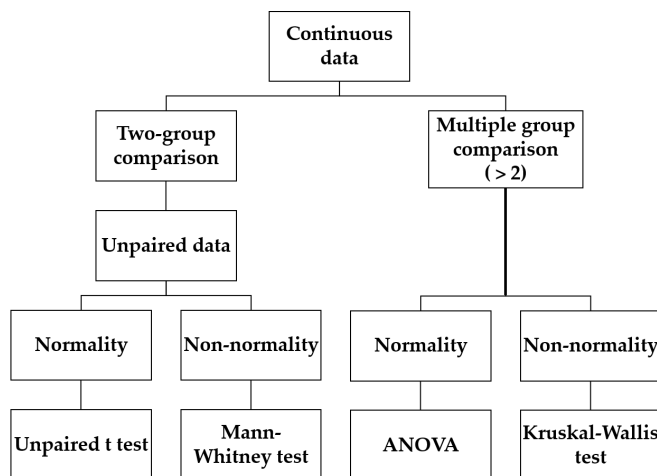 Continuous
data
Two-group
comparison
Multiple group
comparison
( > 2)
Unpaired data
Normality
Non-normality
Normality
Non-normality
Unpaired t test
Mann-
Whitney test
ANOVA
Kruskal-Wallis
test